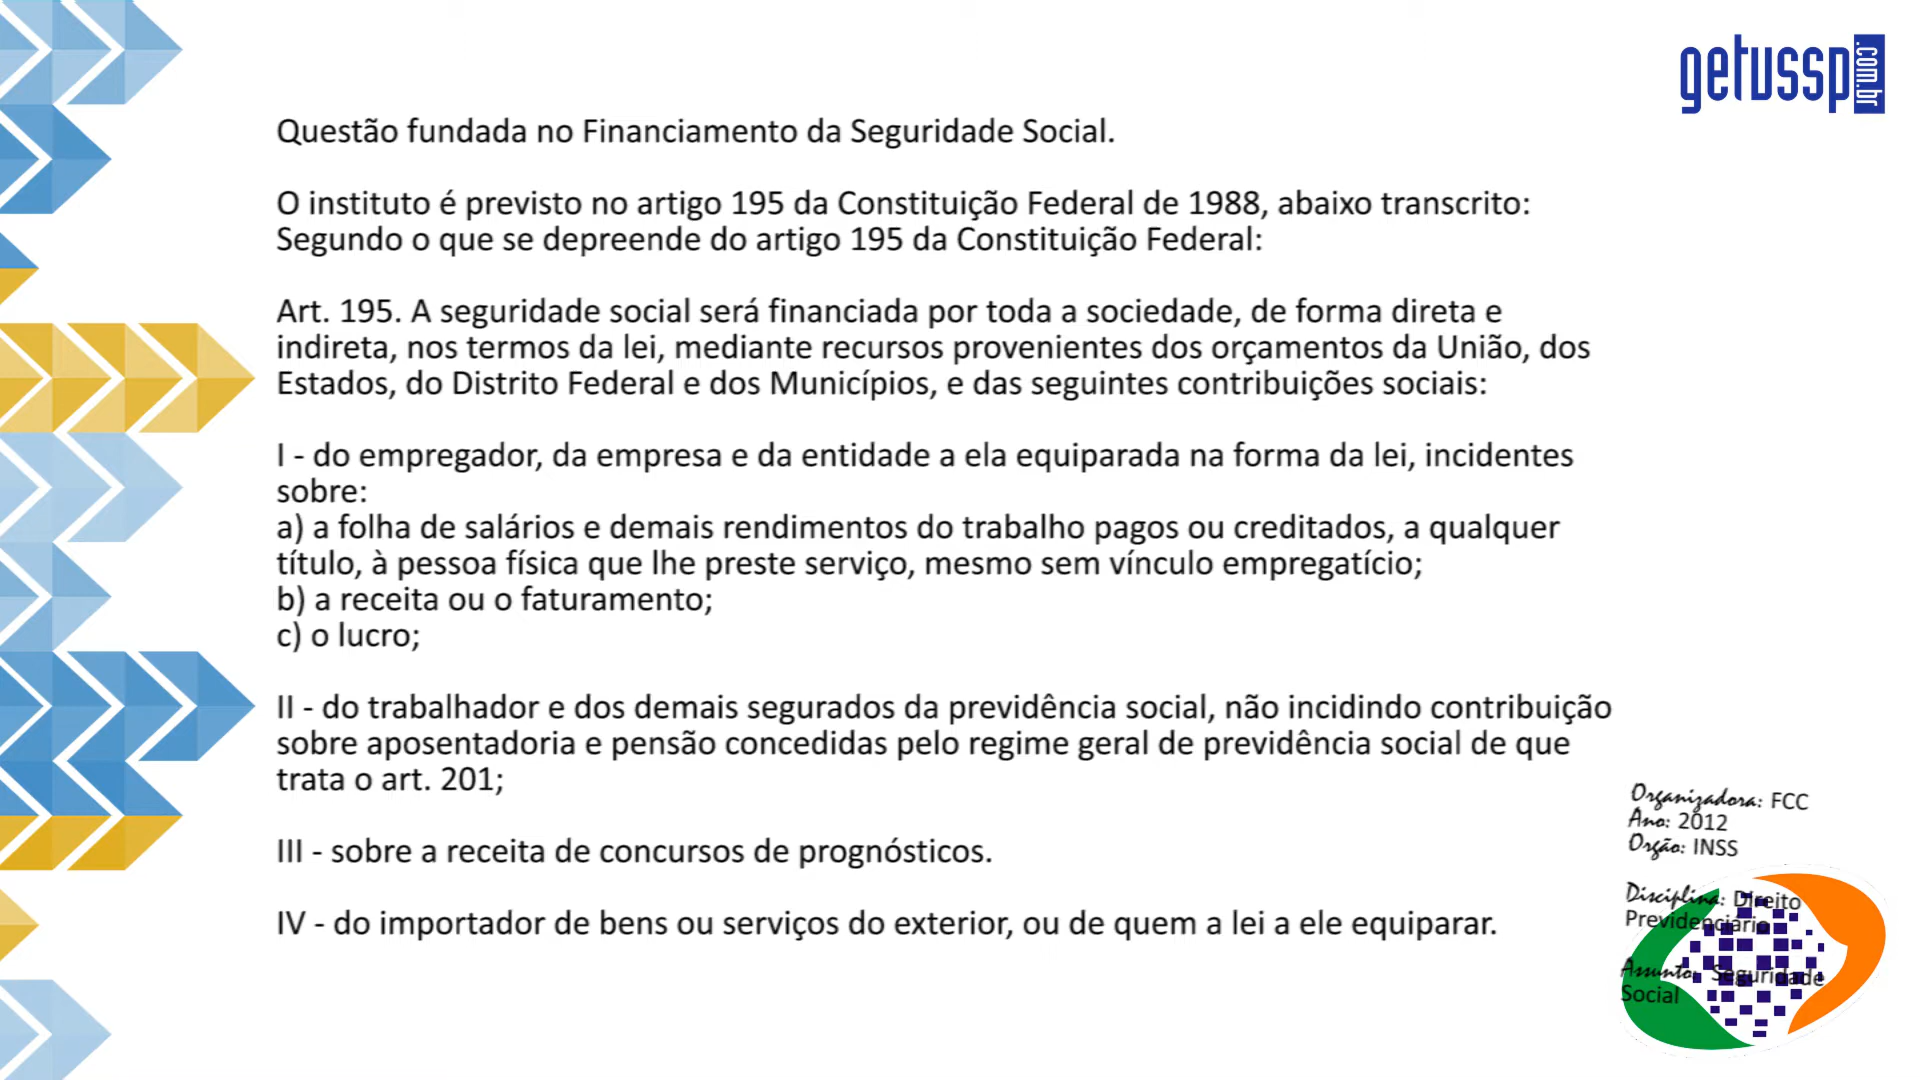 getussp.com.br
Questão fundada no Financiamento da Seguridade Social.
O instituto é previsto no artigo 195 da Constituição Federal de 1988, abaixo transcrito:
Segundo o que se depreende do artigo 195 da Constituição Federal:
Art. 195. A seguridade social será financiada por toda a sociedade, de forma direta e
indireta, nos termos da lei, mediante recursos provenientes dos orçamentos da União, dos
Estados, do Distrito Federal e dos Municípios, e das seguintes contribuições sociais:
I - do empregador, da empresa e da entidade a ela equiparada na forma da lei, incidentes
sobre:
a) a folha de salários e demais rendimentos do trabalho pagos ou creditados, a qualquer
título, à pessoa física que lhe preste serviço, mesmo sem vínculo empregatício;
b) a receita ou o faturamento;
c) o lucro;
II - do trabalhador e dos demais segurados da previdência social, não incidindo contribuição
sobre aposentadoria e pensão concedidas pelo regime geral de previdência social de que
trata o art. 201;
III - sobre a receita de concursos de prognósticos.
IV - do importador de bens ou serviços do exterior, ou de quem a lei a ele equiparar.
Organizadora: FCC
Ano: 2012
Orgão: INSS
Disciplina: Direito
Previdenciário
Assunto: Seguridade
Social